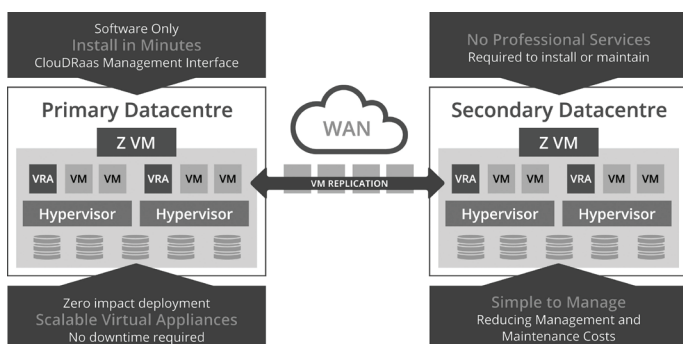 Software Only
Install in Minutes
ClouDRaas Management Interface
No Professional Services
Required to install or maintain
Primary Datacentre
WAN
Secondary Datacentre
Z VM
Z VM
VRA VM VM VRA VM VM
VM REPLICATION
VRA VM VM VRA VM VM
Hypervisor Hypervisor
Hypervisor Hypervisor
Zero impact deployment
Scalable Virtual Appliances
No downtime required
Simple to Manage
Reducing Management and
Maintenance Costs